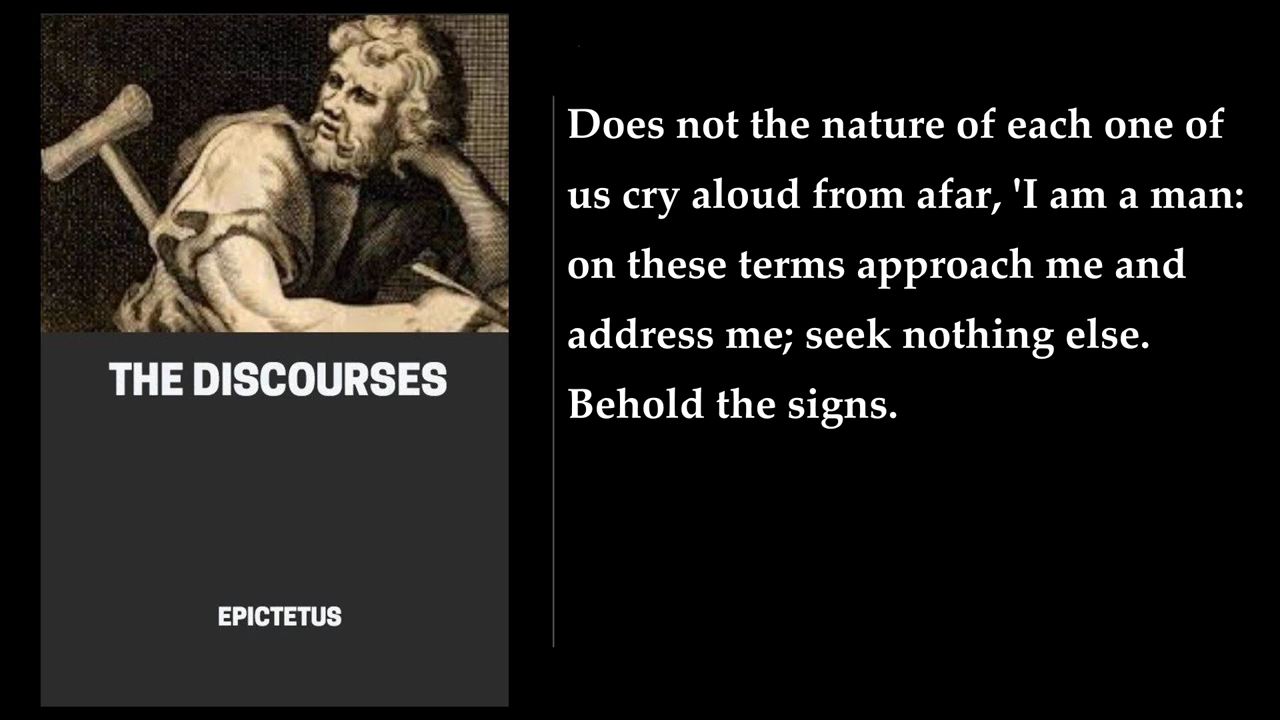 THE DISCOURSES
EPICTETUS
Does not the nature of each one of
us cry aloud from afar, 'I am a man:
on these terms approach me and
address me; seek nothing else.
Behold the signs.